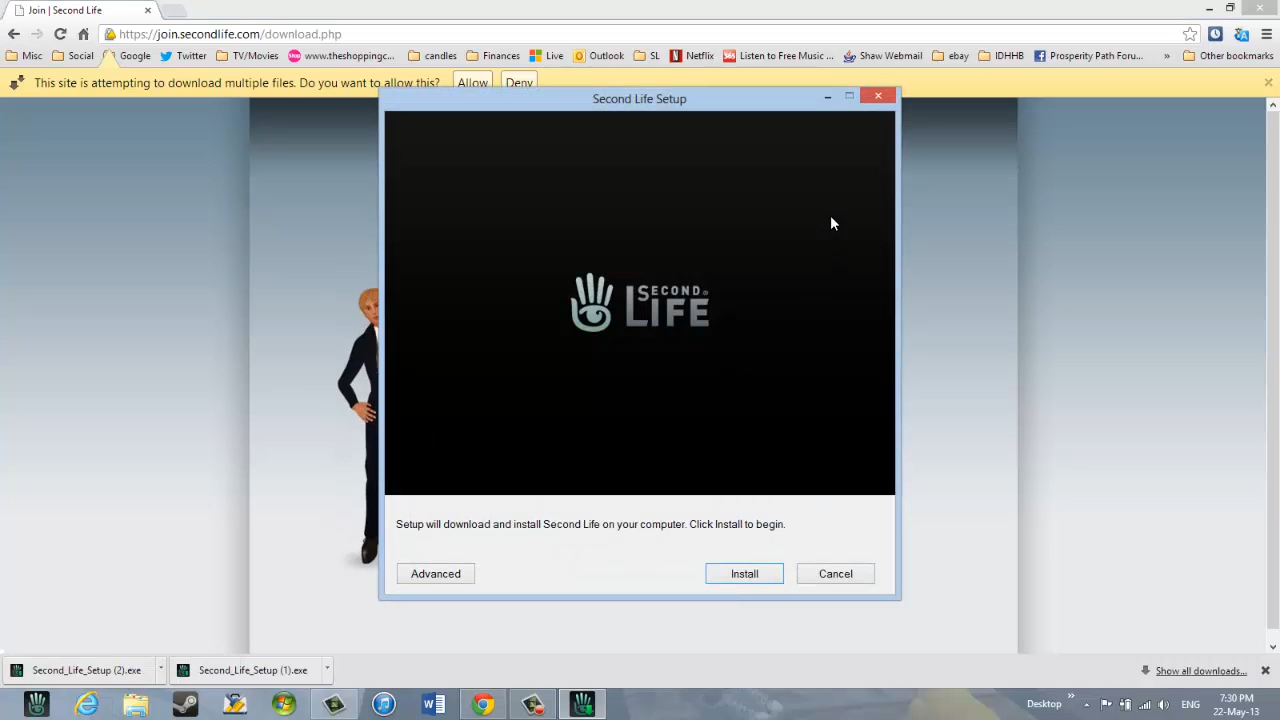 Join | Second Life
https://join.secondlife.com/download.php
Misc Social Google Twitter TV/Movies www.theshoppingc... candles Finances Live Outlook SL Netflix Listen to Free Music ... Shaw Webmail ebay IDHHB Prosperity Path Forum... » Other bookmarks
This site is attempting to download multiple files. Do you want to allow this? Allow Deny
Second Life Setup
SECOND LIFE
Setup will download and install Second Life on your computer. Click Install to begin.
Advanced Install Cancel
Second_Life_Setup (2).exe Second_Life_Setup (1).exe Show all downloads...
Desktop » ENG 7:30 PM
22-May-13